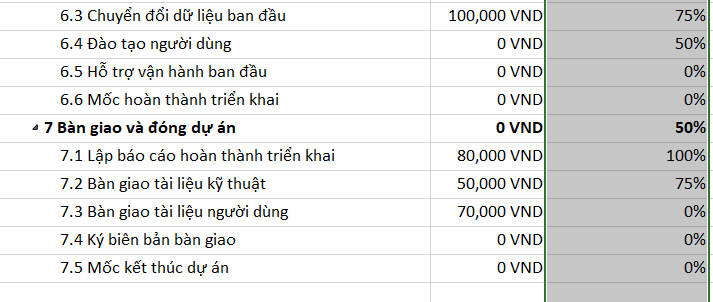 6.3 Chuyển đổi dữ liệu ban đầu 100,000 VND 75%
6.4 Đào tạo người dùng 0 VND 50%
6.5 Hỗ trợ vận hành ban đầu 0 VND 0%
6.6 Mốc hoàn thành triển khai 0 VND 0%
7 Bàn giao và đóng dự án 0 VND 50%
7.1 Lập báo cáo hoàn thành triển khai 80,000 VND 100%
7.2 Bàn giao tài liệu kỹ thuật 50,000 VND 75%
7.3 Bàn giao tài liệu người dùng 70,000 VND 0%
7.4 Ký biên bản bàn giao 0 VND 0%
7.5 Mốc kết thúc dự án 0 VND 0%